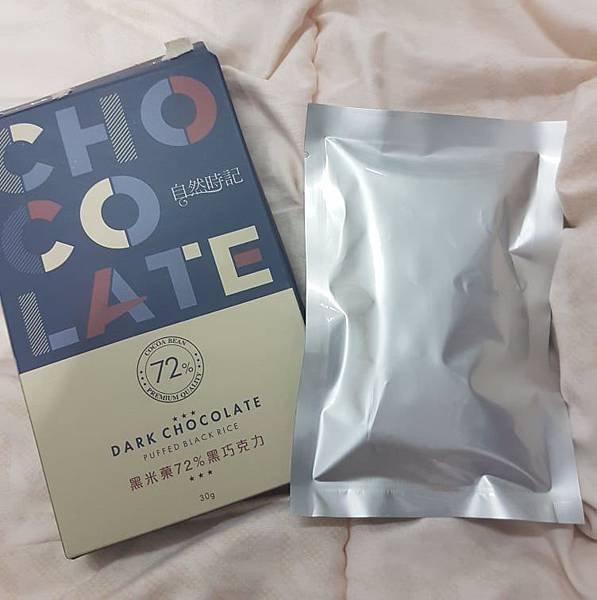 CHO
CO
LATE
自然時記
COCOA BEAN
72%
PREMIUM QUALITY
DARK CHOCOLATE
PUFFED BLACK RICE
黑米菓72%黑巧克力
30g